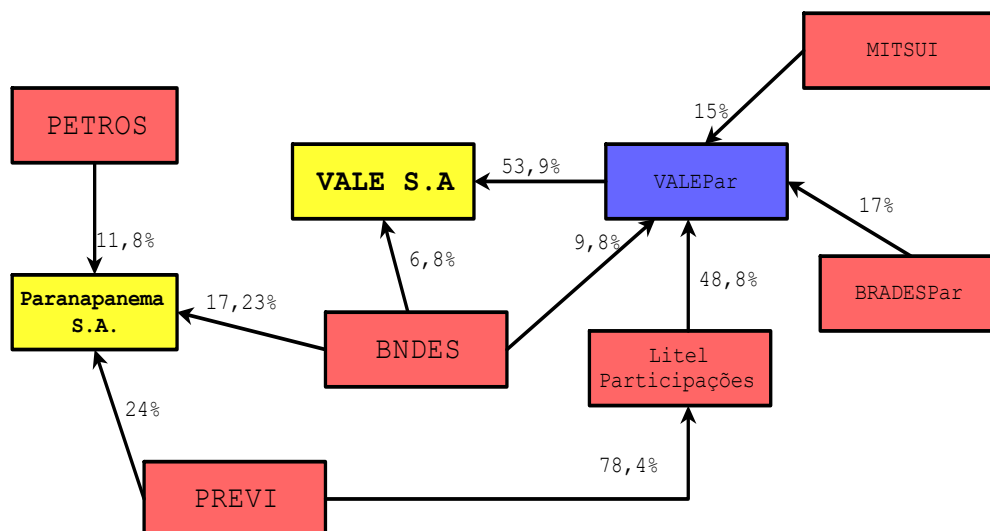 MITSUI
PETROS
15%
53,9%
VALE S.A
VALEPar
17%
11,8%
9,8%
6,8%
48,8%
BRADESPar
Paranapanema
S.A.
17,23%
BNDES
Litel
Participações
24%
78,4%
PREVI